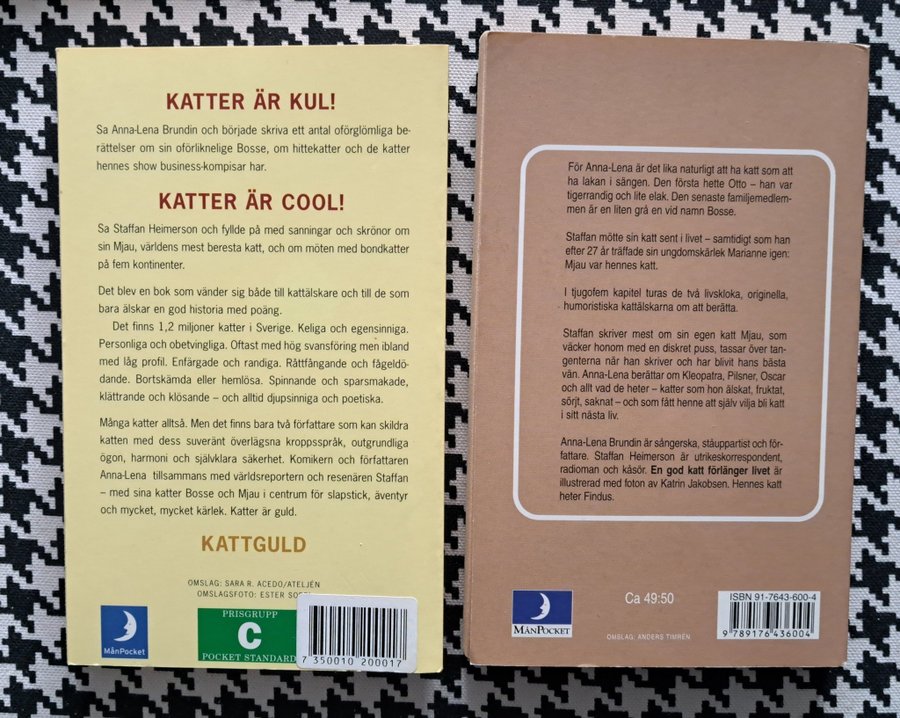 KATTER ÄR KUL!
Sa Anna-Lena Brundin och började skriva ett antal oförglömliga be-
rättelser om sin oförliknelige Bosse, om hittekatter och de katter
hennes show business-kompisar har.
KATTER ÄR COOL!
Sa Staffan Heimerson och fyllde på med sanningar och skrönor om
sin Mjau, världens mest beresta katt, och om möten med bondkatter
på fem kontinenter.
Det blev en bok som vänder sig både till kattälskare och till de som
bara älskar en god historia med poäng.
Det finns 1,2 miljoner katter i Sverige. Keliga och egensinniga.
Personliga och obetvingliga. Oftast med hög svansföring men ibland
med låg profil. Enfärgade och randiga. Råttfångande och fågeldö-
dande. Bortskämda eller hemlösa. Spinnande och sparsmakade,
klättrande och klösande – och alltid djupsinniga och poetiska.
Många katter alltså. Men det finns bara två författare som kan skildra
katten med dess suveränt överlägsna kroppsspråk, outgrundliga
ögon, harmoni och självklara säkerhet. Komikern och författaren
Anna-Lena tillsammans med världsreportern och resenären Staffan
– med sina katter Bosse och Mjau i centrum för slapstick, äventyr
och mycket, mycket kärlek. Katter är guld.
KATTGULD
OMSLAG: SARA R. ACEDO/ATELJÉN
OMSLAGSFOTO: ESTER
MånPocket
PRISGRUPP
C
POCKET STANDARD
7 350010 200017
För Anna-Lena är det lika naturligt att ha katt som att
ha lakan i sängen. Den första hette Otto – han var
tigerrandig och lite elak. Den senaste familjemedlem-
men är en liten grå en vid namn Bosse.
Staffan mötte sin katt sent i livet – samtidigt som han
efter 27 år träffade sin ungdomskärlek Marianne igen:
Mjau var hennes katt.
I tjugofem kapitel turas de två livskloka, originella,
humoristiska kattälskarna om att berätta.
Staffan skriver mest om sin egen katt Mjau, som
väcker honom med en diskret puss, tassar över tan-
genterna när han skriver och har blivit hans bästa
vän. Anna-Lena berättar om Kleopatra, Pilsner, Oscar
och allt vad de heter – katter som hon älskat, fruktat,
sörjt, saknat – och som fått henne att själv vilja bli katt
i sitt nästa liv.
Anna-Lena Brundin är sångerska, ståuppartist och för-
fattare. Staffan Heimerson är utrikeskorrespondent,
radioman och kåsör. En god katt förlänger livet är
illustrerad med foton av Katrin Jakobsen. Hennes katt
heter Findus.
MÅNPOCKET
Ca 49:50
OMSLAG: ANDERS TIMRÉN
ISBN 91-7643-600-4
9 789176 436004